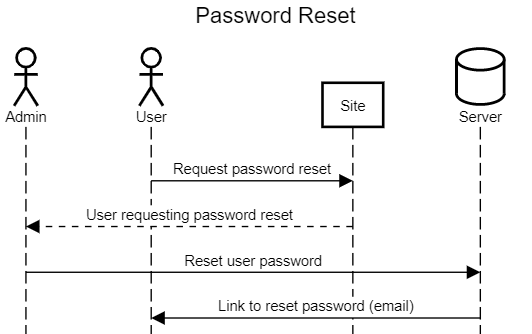 Password Reset
Admin
User
Site
Server
Request password reset
User requesting password reset
Reset user password
Link to reset password (email)